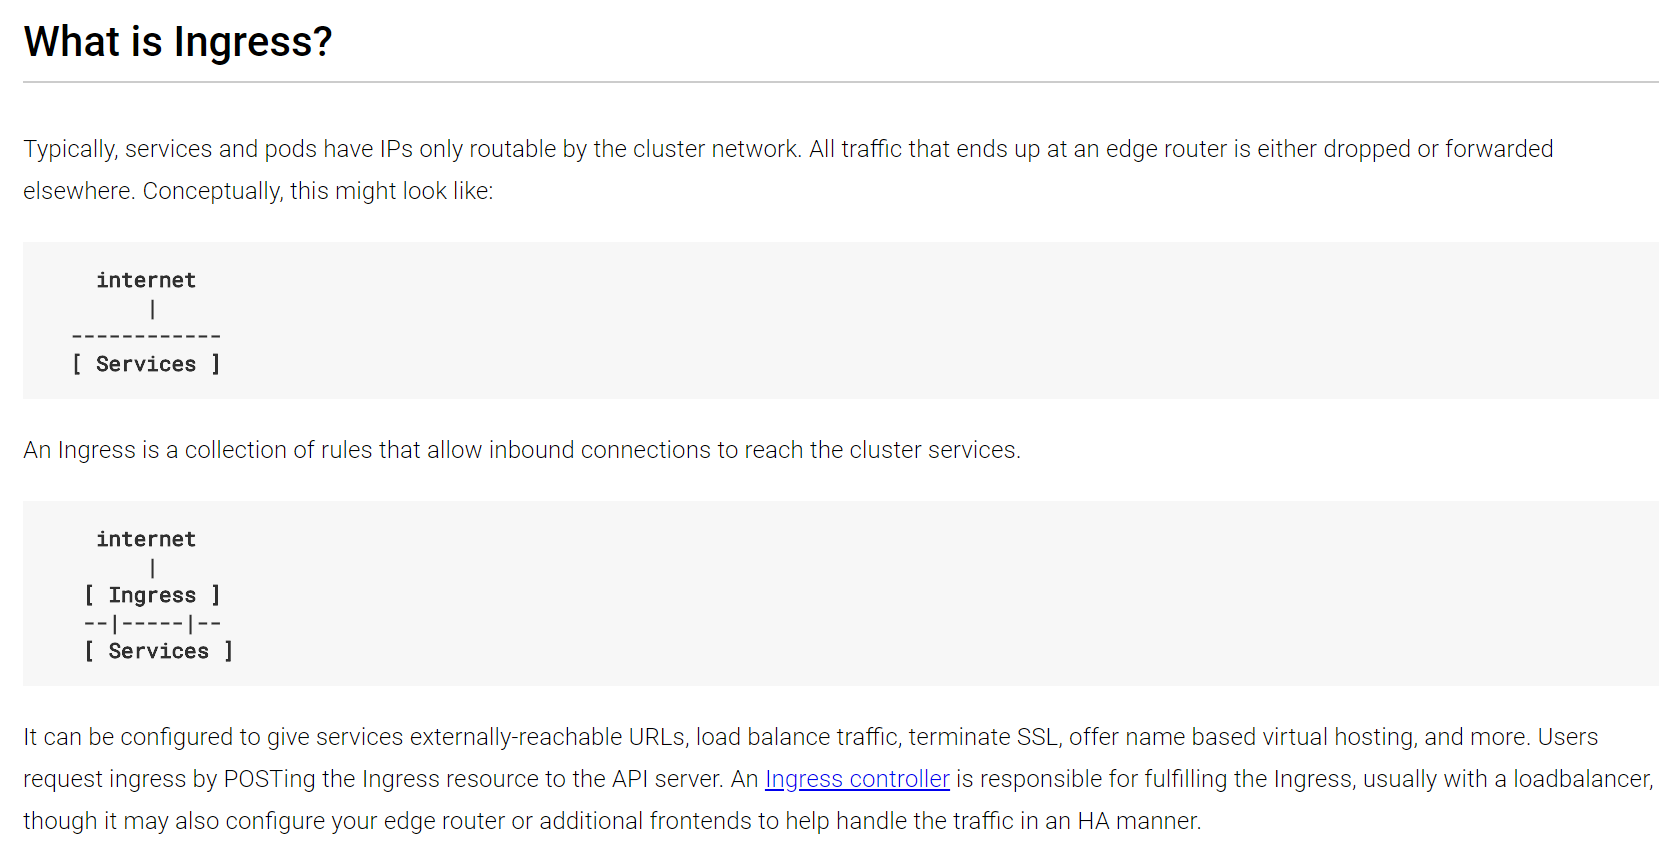 What is Ingress?
Typically, services and pods have IPs only routable by the cluster network. All traffic that ends up at an edge router is either dropped or forwarded
elsewhere. Conceptually, this might look like:
internet
|
------------
[ Services ]
An Ingress is a collection of rules that allow inbound connections to reach the cluster services.
internet
|
[ Ingress ]
--|-----|--
[ Services ]
It can be configured to give services externally-reachable URLs, load balance traffic, terminate SSL, offer name based virtual hosting, and more. Users
request ingress by POSTing the Ingress resource to the API server. An Ingress controller is responsible for fulfilling the Ingress, usually with a loadbalancer,
though it may also configure your edge router or additional frontends to help handle the traffic in an HA manner.